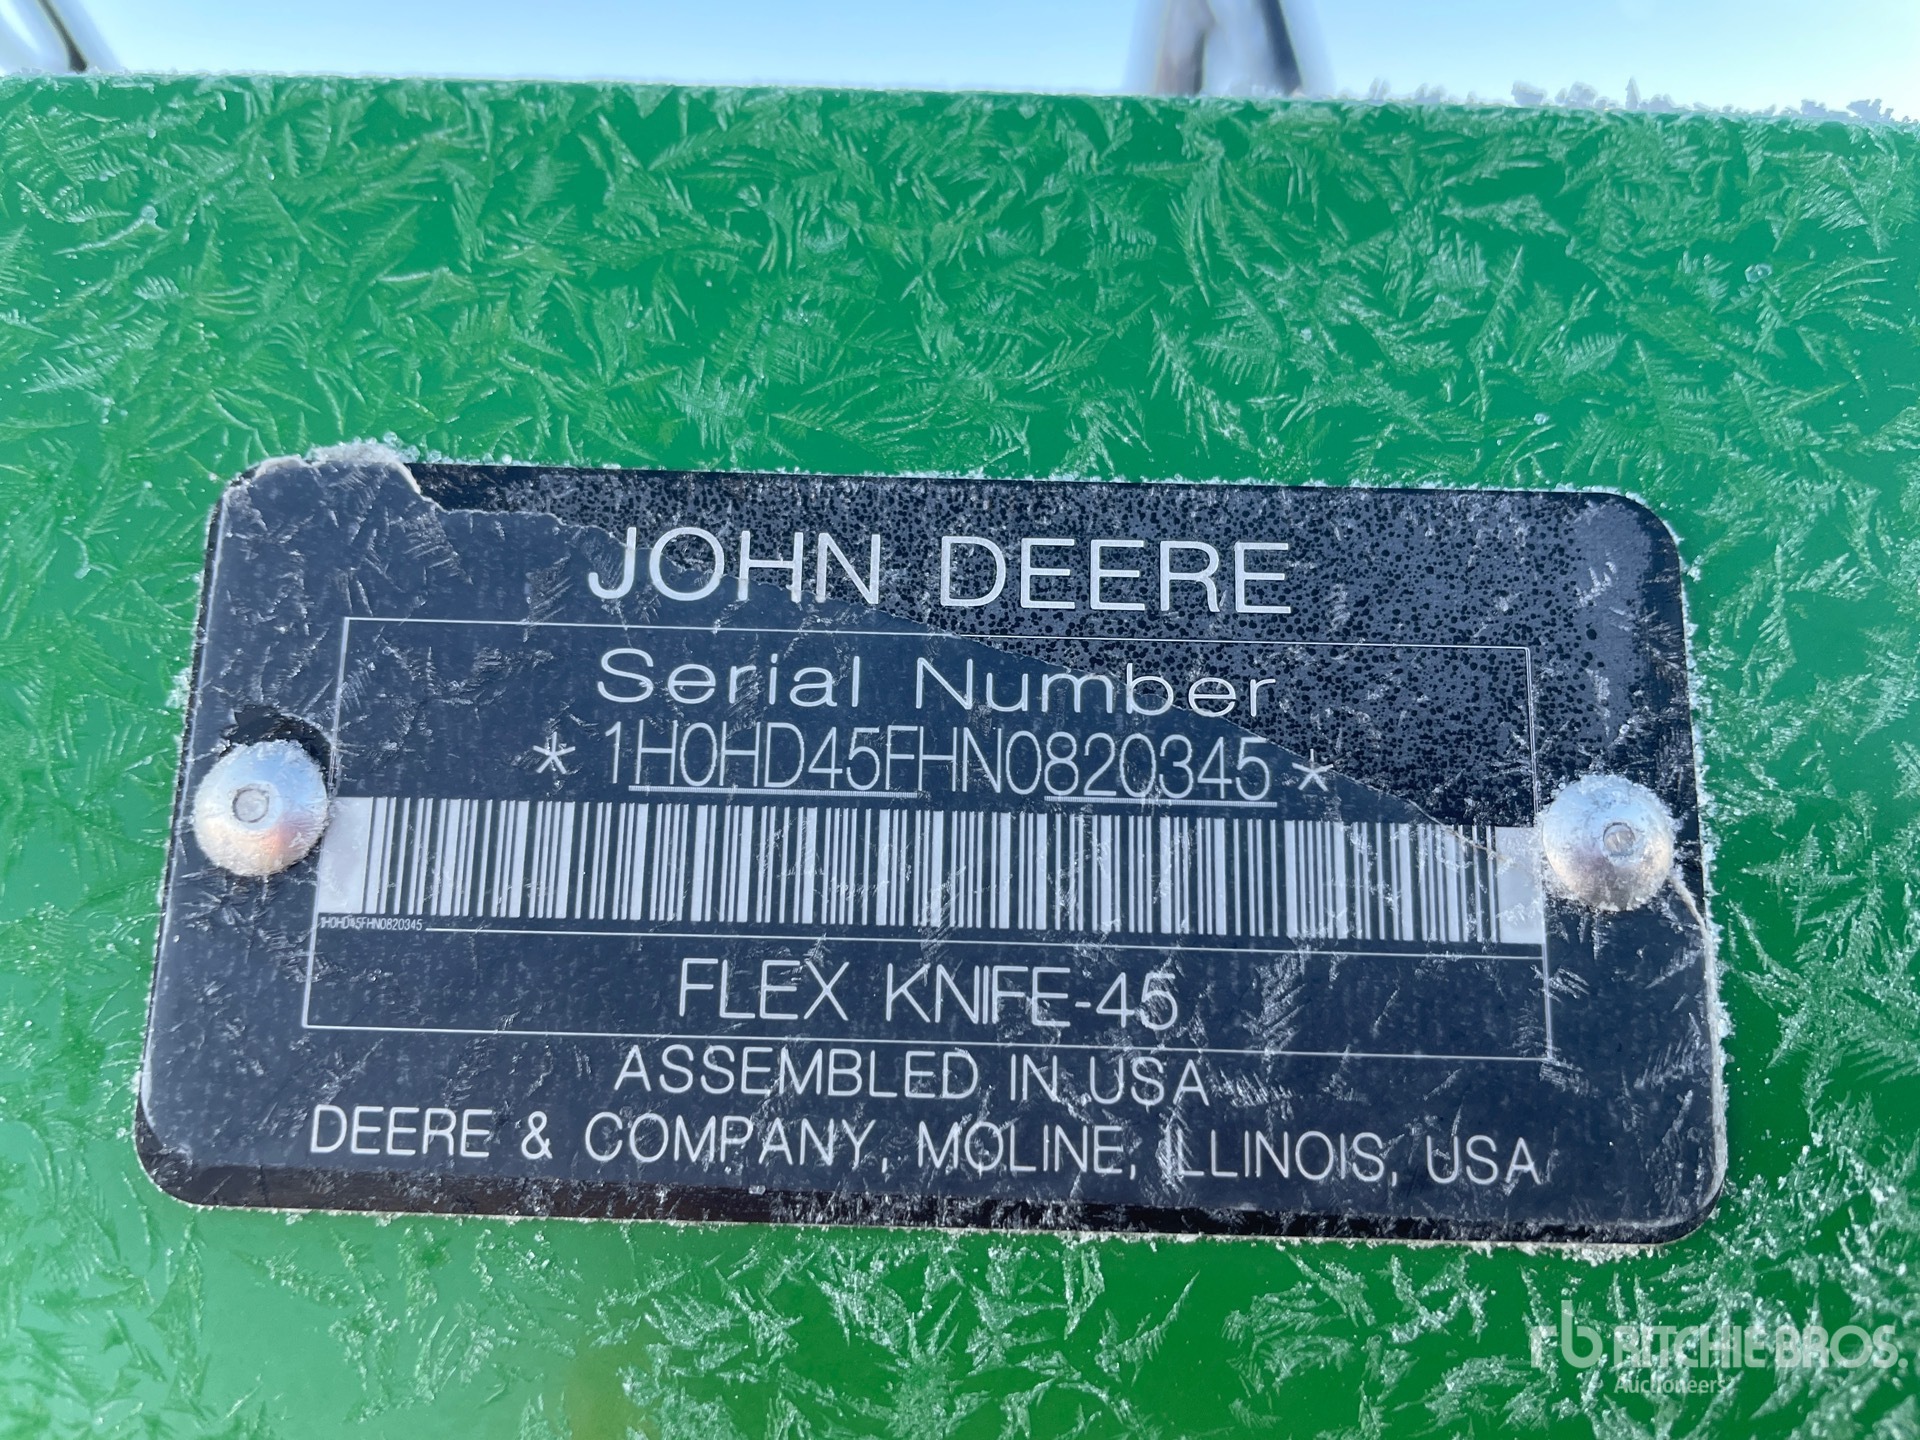 JOHN DEERE
Serial Number
* 1H0HD45FHN0820345 *
1H0HD45FHN0820345
FLEX KNIFE-45
ASSEMBLED IN USA
DEERE & COMPANY, MOLINE, ILLINOIS, USA
rb RITCHIE BROS.
Auctioneers